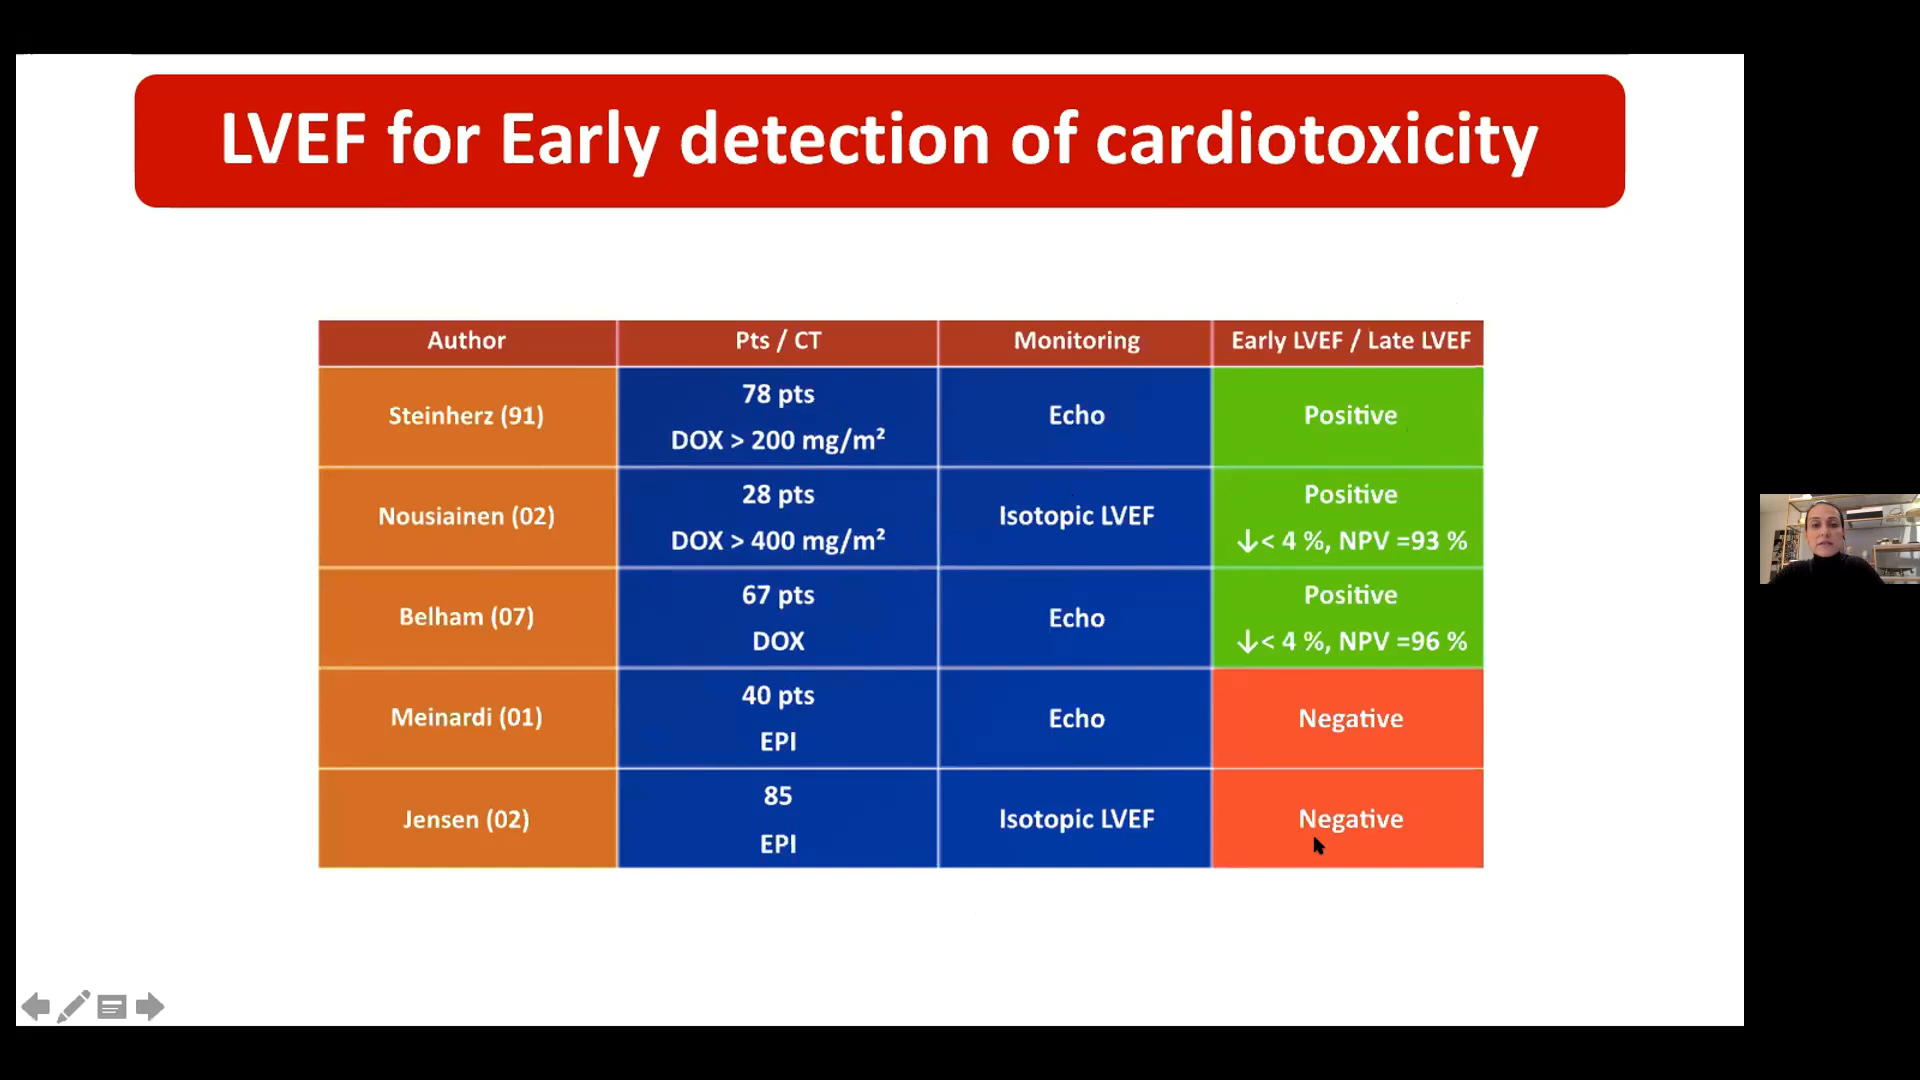 LVEF for Early detection of cardiotoxicity
Author
Pts / CT
Monitoring
Early LVEF / Late LVEF
Steinherz (91)
78 pts
DOX > 200 mg/m²
Echo
Positive
Nousiainen (02)
28 pts
DOX > 400 mg/m²
Isotopic LVEF
Positive
↓< 4 %, NPV =93 %
Belham (07)
67 pts
DOX
Echo
Positive
↓< 4 %, NPV =96 %
Meinardi (01)
40 pts
EPI
Echo
Negative
Jensen (02)
85
EPI
Isotopic LVEF
Negative